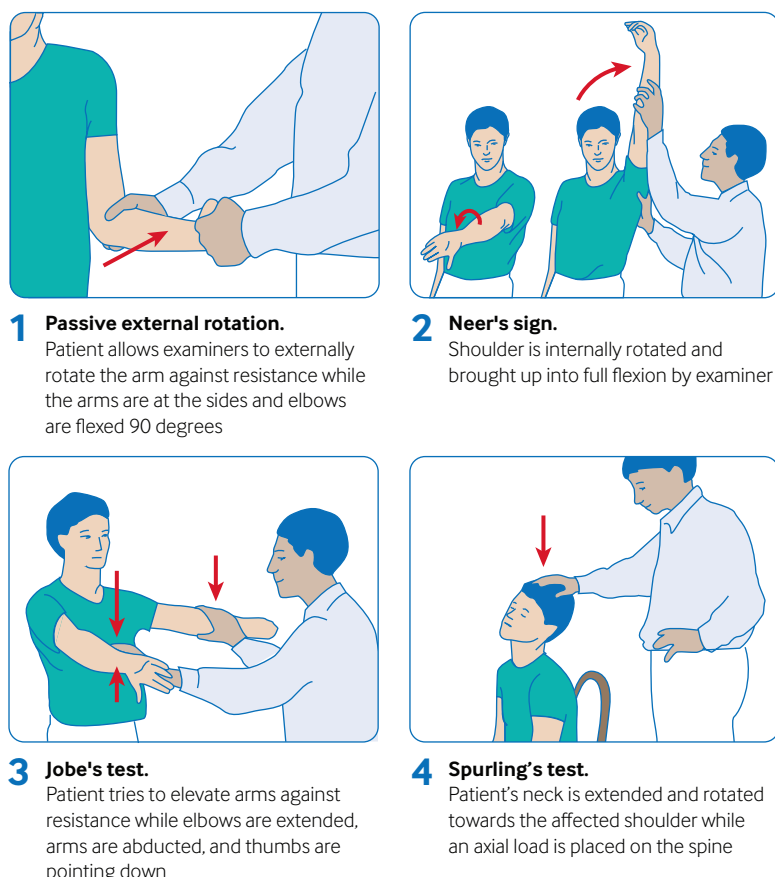 1 Passive external rotation.
Patient allows examiners to externally
rotate the arm against resistance while
the arms are at the sides and elbows
are flexed 90 degrees
2 Neer's sign.
Shoulder is internally rotated and
brought up into full flexion by examiner
3 Jobe's test.
Patient tries to elevate arms against
resistance while elbows are extended,
arms are abducted, and thumbs are
pointing down
4 Spurling’s test.
Patient’s neck is extended and rotated
towards the affected shoulder while
an axial load is placed on the spine